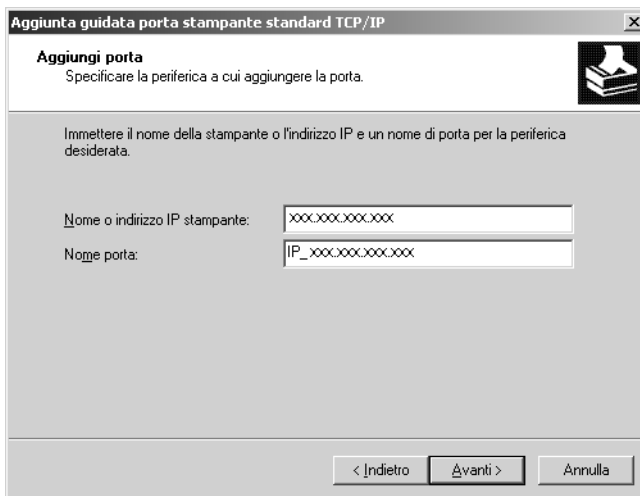 Aggiunta guidata porta stampante standard TCP/IP
Aggiungi porta
Specificare la periferica a cui aggiungere la porta.
Immettere il nome della stampante o l'indirizzo IP e un nome di porta per la periferica
desiderata.
Nome o indirizzo IP stampante: xxx.xxx.xxx.xxx
Nome porta: IP_xxx.xxx.xxx.xxx
< Indietro Avanti > Annulla